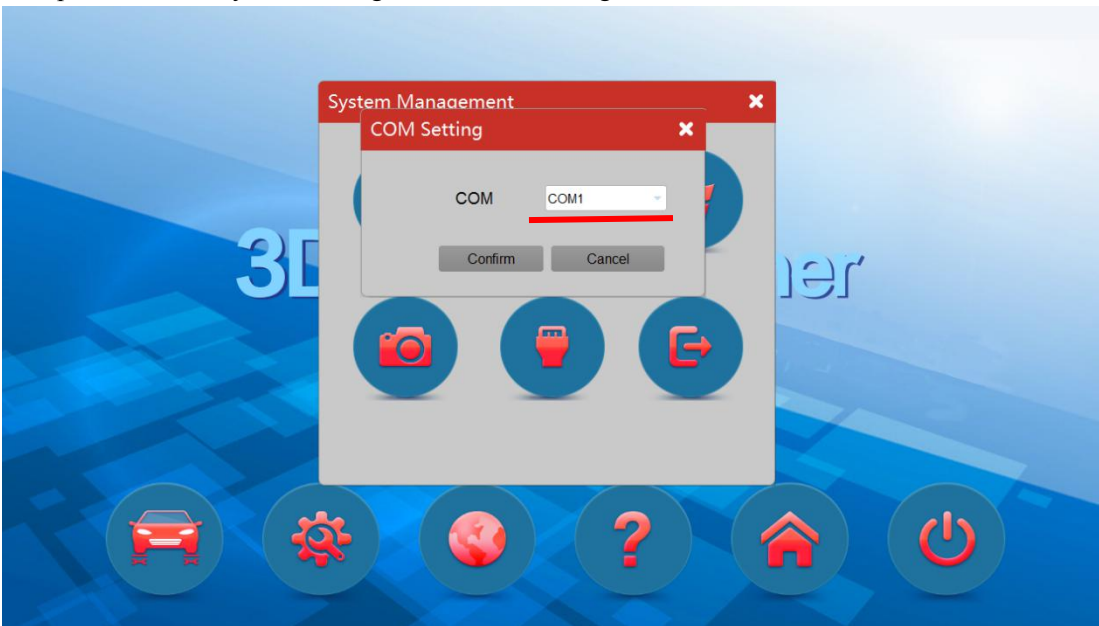 System Management
COM Setting
COM
COM1
Confirm
Cancel
3D
ner